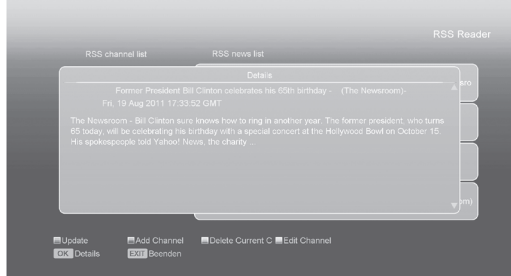 RSS Reader
RSS channel list RSS news list
Details
Former President Bill Clinton celebrates his 65th birthday - (The Newsroom)-
Fri, 19 Aug 2011 17:33:52 GMT
The Newsroom - Bill Clinton sure knows how to ring in another year. The former president, who turns
65 today, will be celebrating his birthday with a special concert at the Hollywood Bowl on October 15.
His spokespeople told Yahoo! News, the charity ...
Update Add Channel Delete Current C Edit Channel
OK Details EXIT Beenden